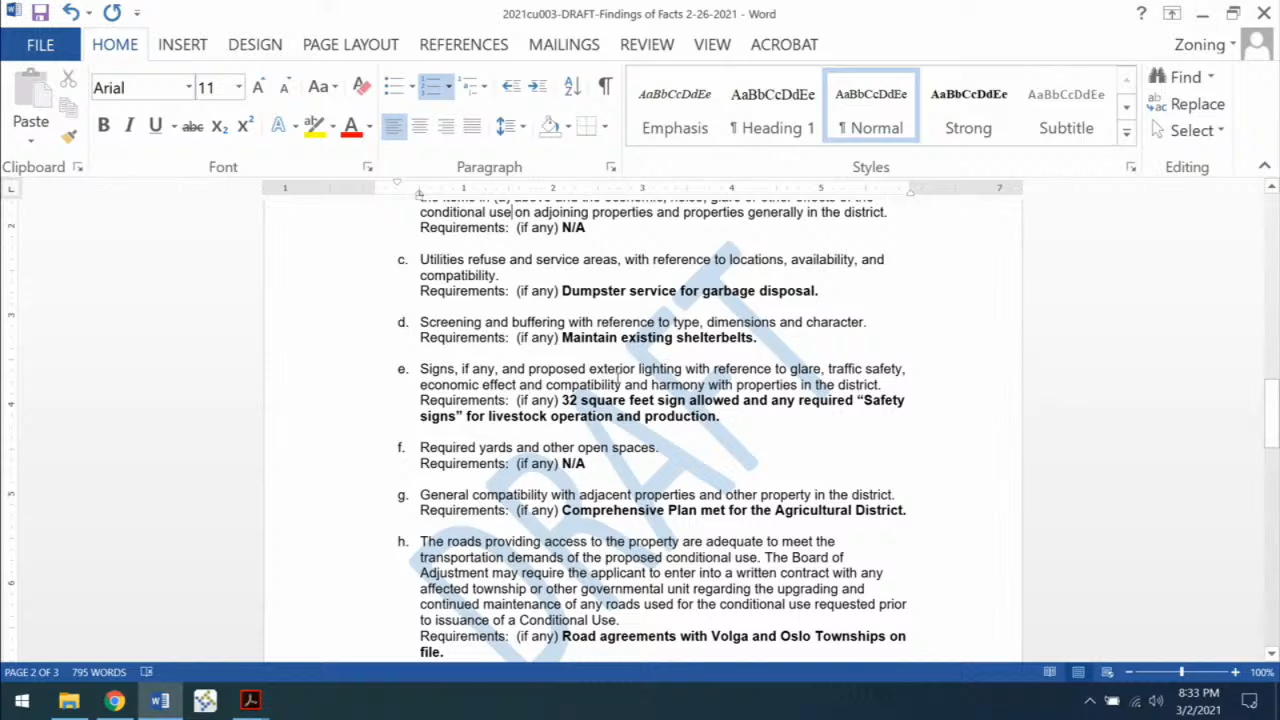 2021cu003-DRAFT-Findings of Facts 2-26-2021 - Word
FILE HOME INSERT DESIGN PAGE LAYOUT REFERENCES MAILINGS REVIEW VIEW ACROBAT Zoning
Paste
Arial 11
AaBbCcDdEe AaBbCcDdEe AaBbCcDdEe AaBbCcDdEe AaBbCcDdEe
Emphasis ¶ Heading 1 ¶ Normal Strong Subtitle
Find
Replace
Select
Clipboard Font Paragraph Styles Editing
conditional use on adjoining properties and properties generally in the district.
Requirements: (if any) N/A
c. Utilities refuse and service areas, with reference to locations, availability, and
compatibility.
Requirements: (if any) Dumpster service for garbage disposal.
d. Screening and buffering with reference to type, dimensions and character.
Requirements: (if any) Maintain existing shelterbelts.
e. Signs, if any, and proposed exterior lighting with reference to glare, traffic safety,
economic effect and compatibility and harmony with properties in the district.
Requirements: (if any) 32 square feet sign allowed and any required “Safety
signs” for livestock operation and production.
f. Required yards and other open spaces.
Requirements: (if any) N/A
g. General compatibility with adjacent properties and other property in the district.
Requirements: (if any) Comprehensive Plan met for the Agricultural District.
h. The roads providing access to the property are adequate to meet the
transportation demands of the proposed conditional use. The Board of
Adjustment may require the applicant to enter into a written contract with any
affected township or other governmental unit regarding the upgrading and
continued maintenance of any roads used for the conditional use requested prior
to issuance of a Conditional Use.
Requirements: (if any) Road agreements with Volga and Oslo Townships on
file.
DRAFT
PAGE 2 OF 3 795 WORDS 100%
8:33 PM
3/2/2021